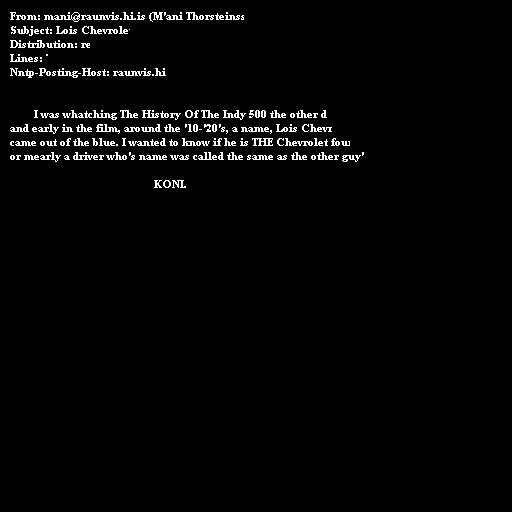 From: mani@raunvis.hi.is (M'ani Thorsteinss
Subject: Lois Chevrole
Distribution: re
Lines:
Nntp-Posting-Host: raunvis.hi
I was whatching The History Of The Indy 500 the other d
and early in the film, around the '10-'20's, a name, Lois Chevr
came out of the blue. I wanted to know if he is THE Chevrolet fou
or mearly a driver who's name was called the same as the other guy'
KONI.